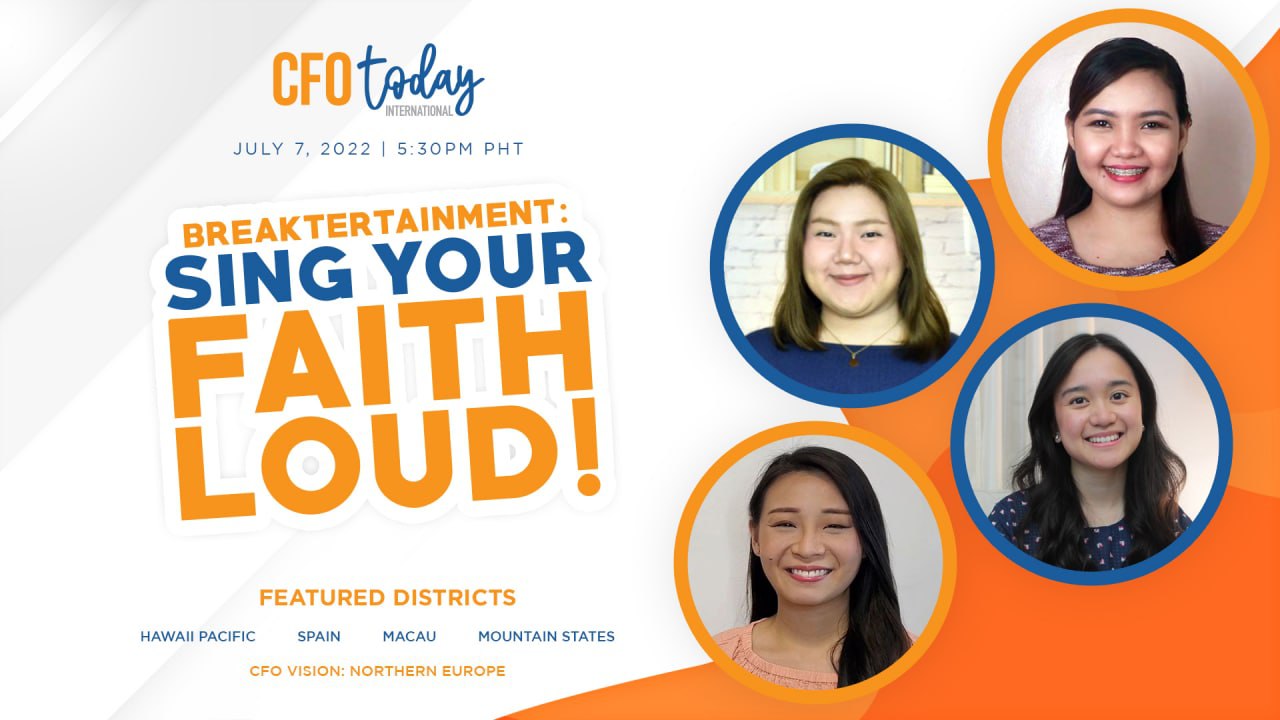 CFO today
INTERNATIONAL
JULY 7, 2022 | 5:30PM PHT
BREAKTERTAINMENT:
SING YOUR
FAITH
LOUD!
FEATURED DISTRICTS
HAWAII PACIFIC SPAIN MACAU MOUNTAIN STATES
CFO VISION: NORTHERN EUROPE